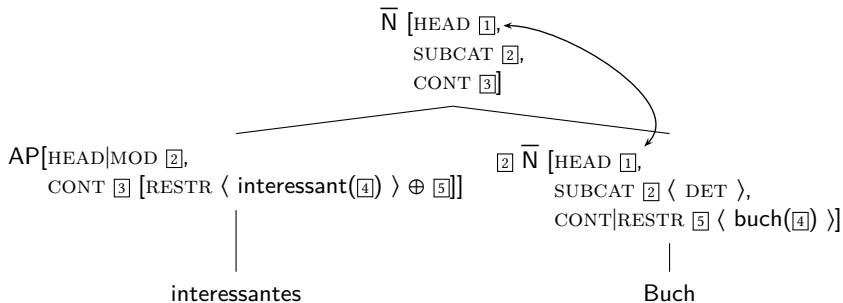 N̅ [HEAD 1,
SUBCAT 2,
CONT 3]
AP[HEAD|MOD 2,
CONT 3 [RESTR ⟨ interessant(4) ⟩ ⊕ 5]]
2 N̅ [HEAD 1,
SUBCAT 2 ⟨ DET ⟩,
CONT|RESTR 5 ⟨ buch(4) ⟩]
interessantes
Buch